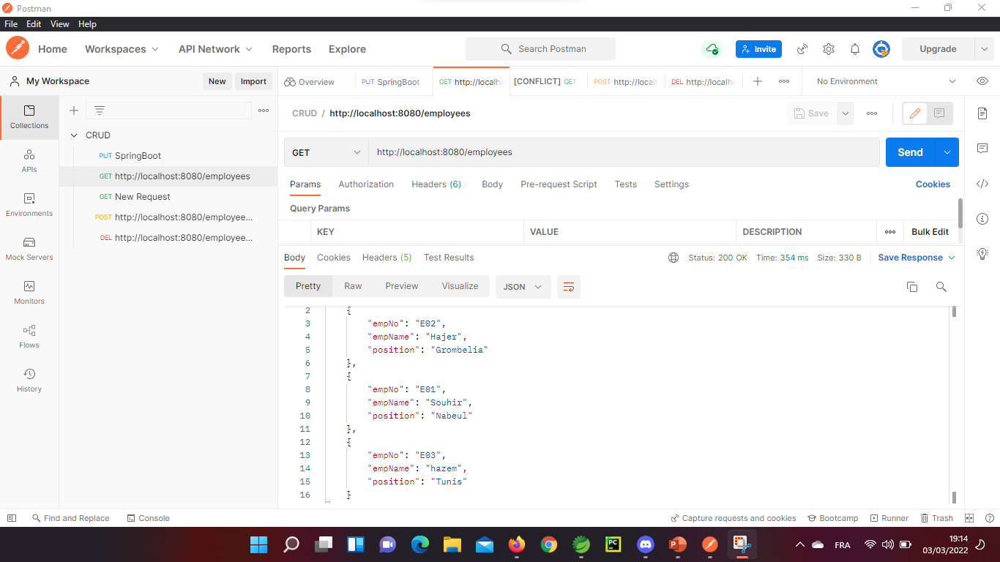 Postman
File Edit View Help
Home Workspaces API Network Reports Explore Search Postman Invite Upgrade
My Workspace New Import Overview PUT SpringBoot GET http://localh [CONFLICT] GET POST http://local DEL http://localh No Environment
Collections
APIs
Environments
Mock Servers
Monitors
Flows
History
CRUD
PUT SpringBoot
GET http://localhost:8080/employees
GET New Request
POST http://localhost:8080/employee...
DEL http://localhost:8080/employee...
CRUD / http://localhost:8080/employees Save
GET http://localhost:8080/employees Send
Params Authorization Headers (6) Body Pre-request Script Tests Settings Cookies
Query Params
KEY VALUE DESCRIPTION Bulk Edit
Body Cookies Headers (5) Test Results Status: 200 OK Time: 354 ms Size: 330 B Save Response
Pretty Raw Preview Visualize JSON
2 {
3 "empNo": "E02",
4 "empName": "Hajer",
5 "position": "Grombelia"
6 },
7 {
8 "empNo": "E01",
9 "empName": "Souhir",
10 "position": "Nabeul"
11 },
12 {
13 "empNo": "E03",
14 "empName": "hazem",
15 "position": "Tunis"
16 }
Find and Replace Console Capture requests and cookies Bootcamp Runner Trash
PC
FRA
19:14
03/03/2022